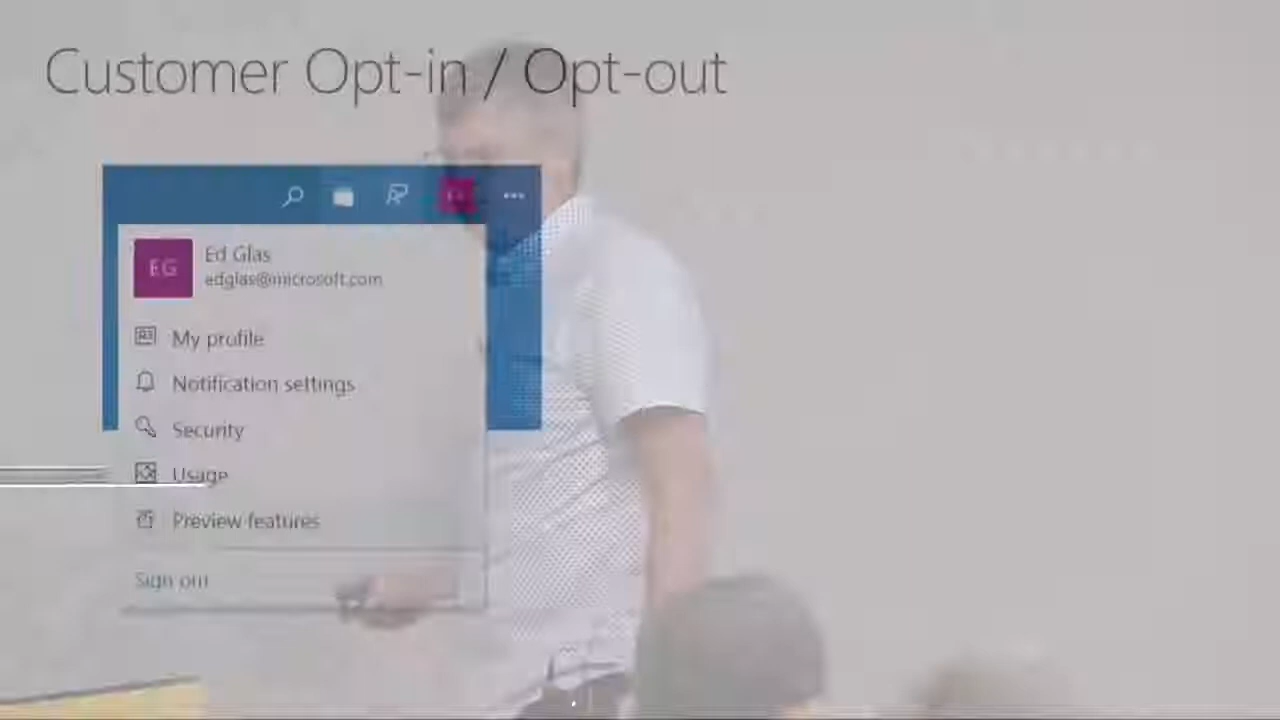 Customer Opt-in / Opt-out
EG
Ed Glas
edglas@microsoft.com
My profile
Notification settings
Security
Usage
Preview features
Sign out